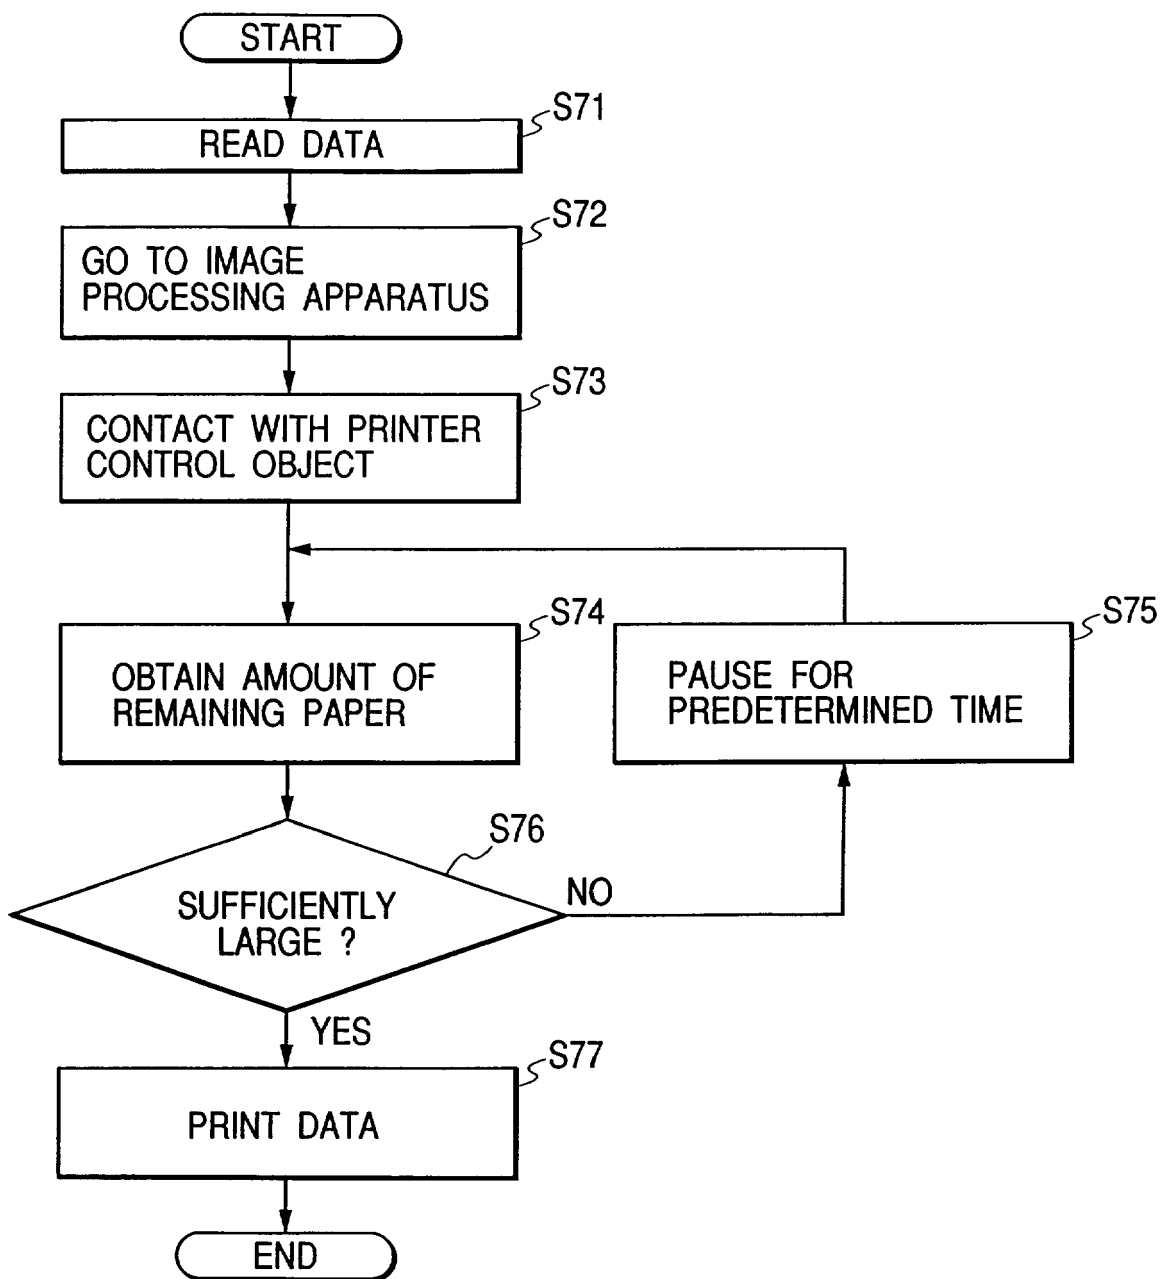 START
S71
READ DATA
S72
GO TO IMAGE
PROCESSING APPARATUS
S73
CONTACT WITH PRINTER
CONTROL OBJECT
S74
OBTAIN AMOUNT OF
REMAINING PAPER
S75
PAUSE FOR
PREDETERMINED TIME
S76
SUFFICIENTLY
LARGE ?
NO
YES
S77
PRINT DATA
END